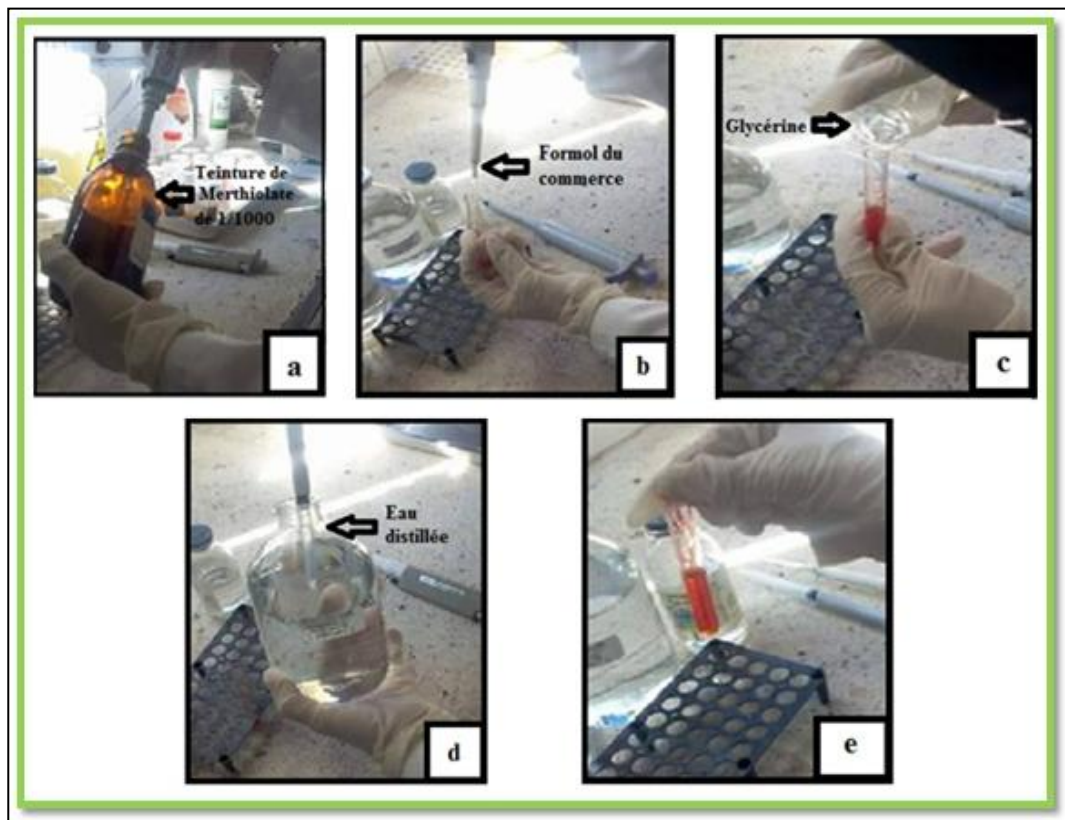 Teinture de
Merthiolate
de 1/1000
a
Formol du
commerce
b
Glycérine
c
Eau
distillée
d
e